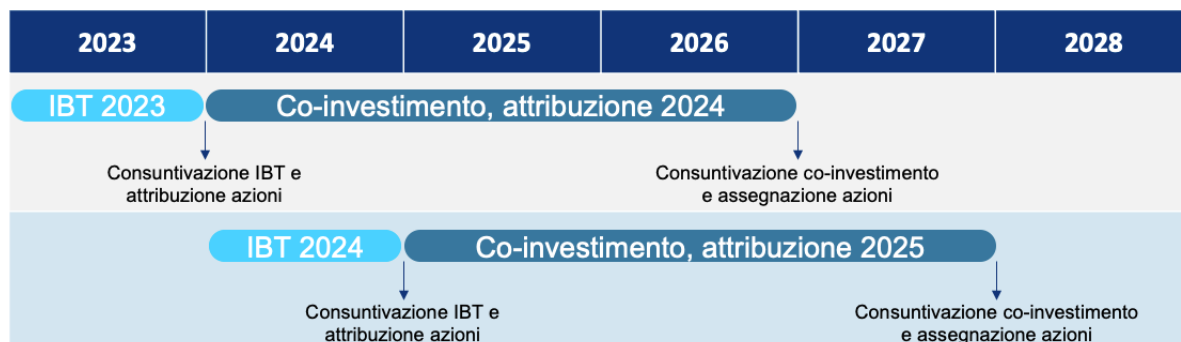 2023 2024 2025 2026 2027 2028
IBT 2023 Co-investimento, attribuzione 2024
Consuntivazione IBT e
attribuzione azioni
Consuntivazione co-investimento
e assegnazione azioni
IBT 2024 Co-investimento, attribuzione 2025
Consuntivazione IBT e
attribuzione azioni
Consuntivazione co-investimento
e assegnazione azioni